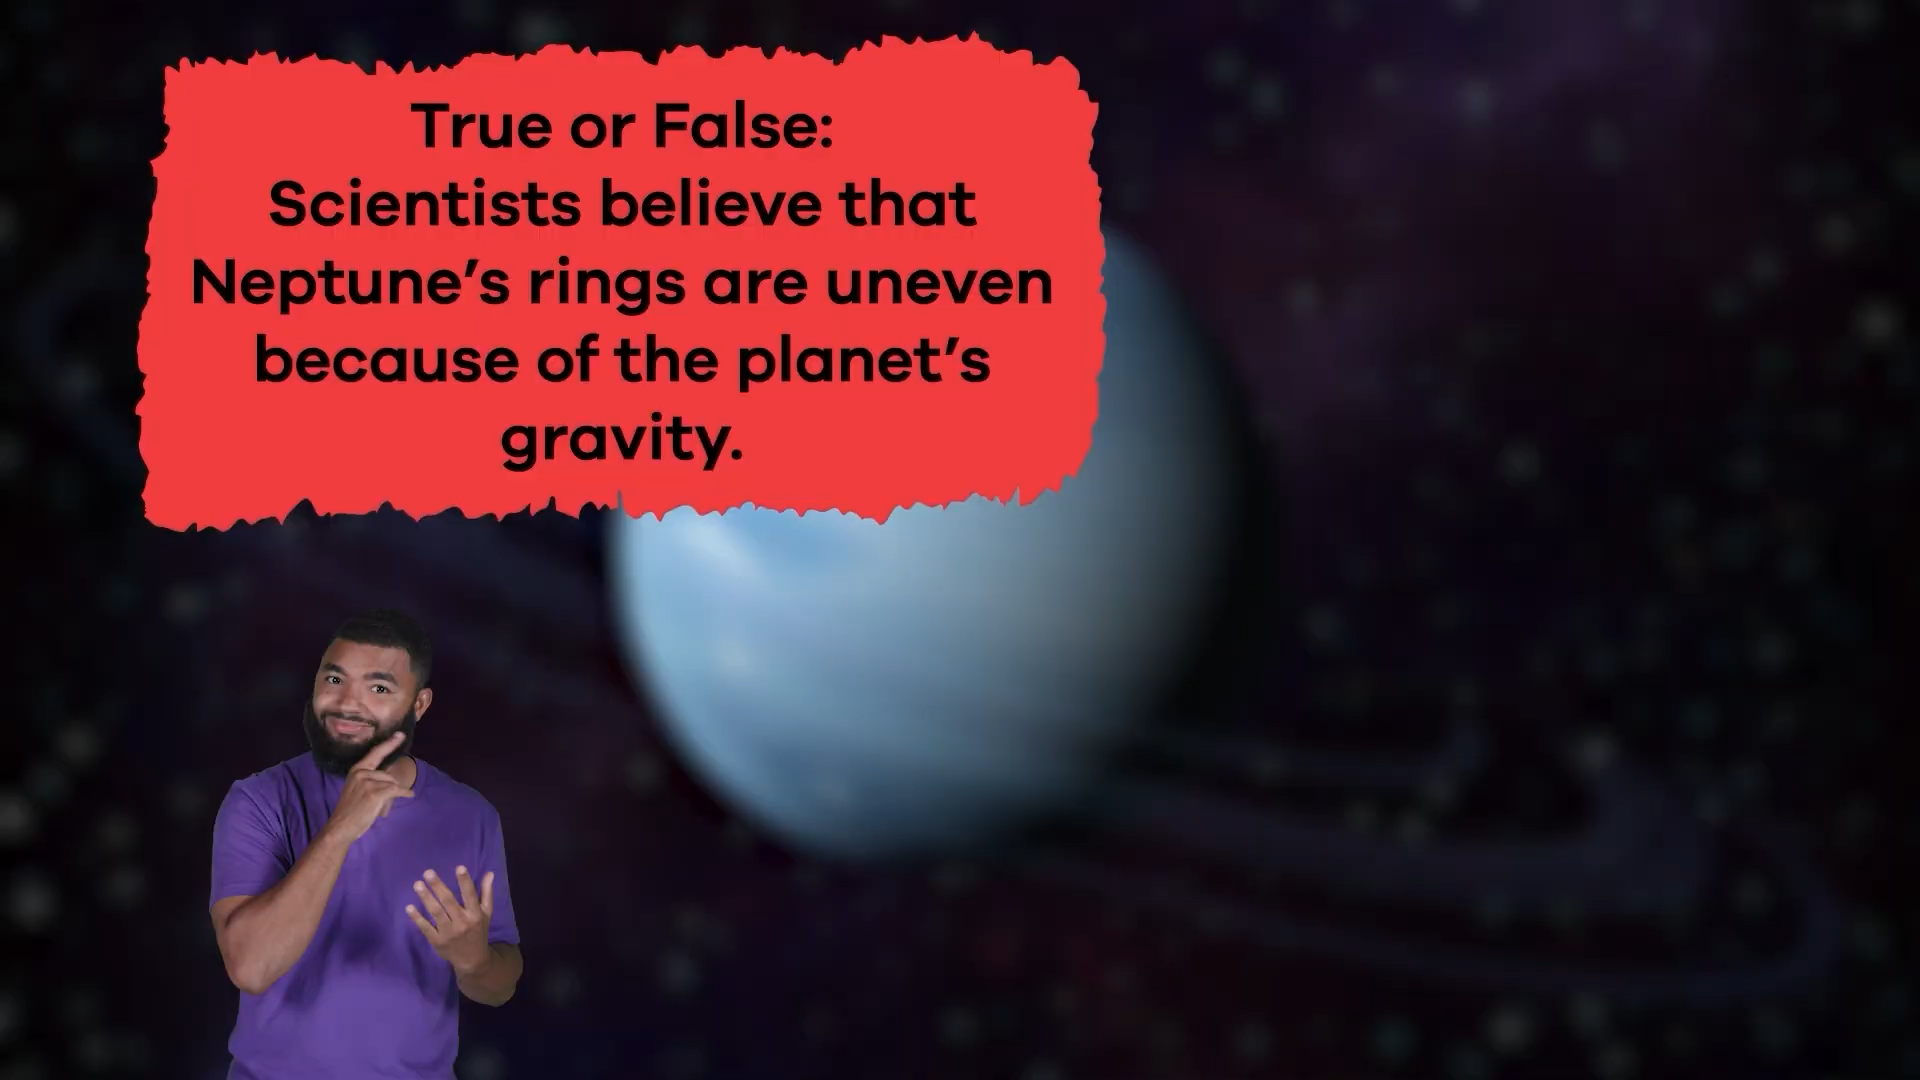 True or False:
Scientists believe that
Neptune’s rings are uneven
because of the planet’s
gravity.